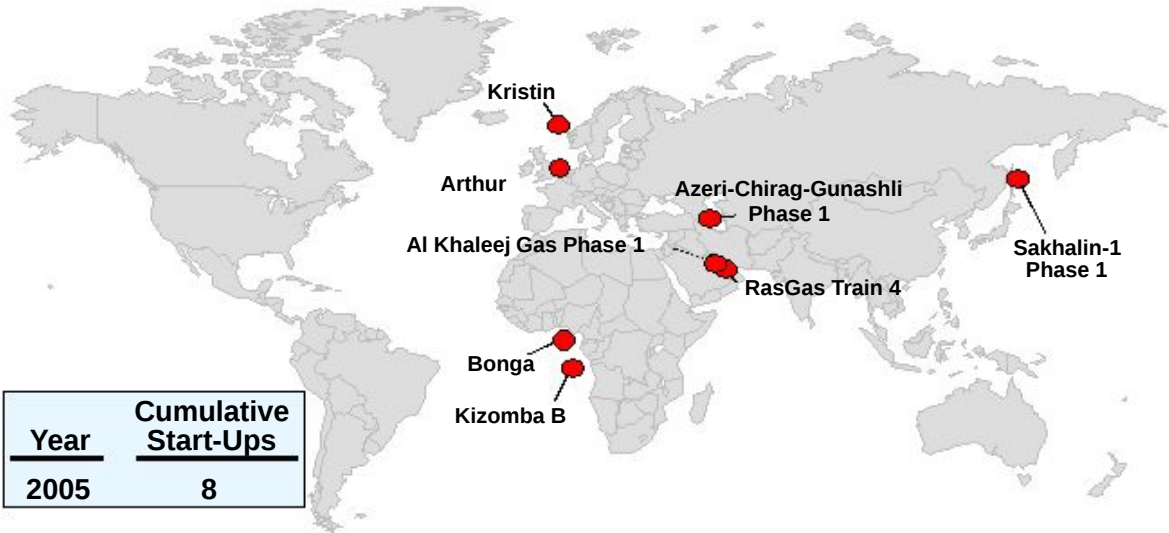 Kristin
Arthur
Azeri-Chirag-Gunashli
Phase 1
Al Khaleej Gas Phase 1
Sakhalin-1
Phase 1
RasGas Train 4
Bonga
Kizomba B
Cumulative
Year Start-Ups
2005 8